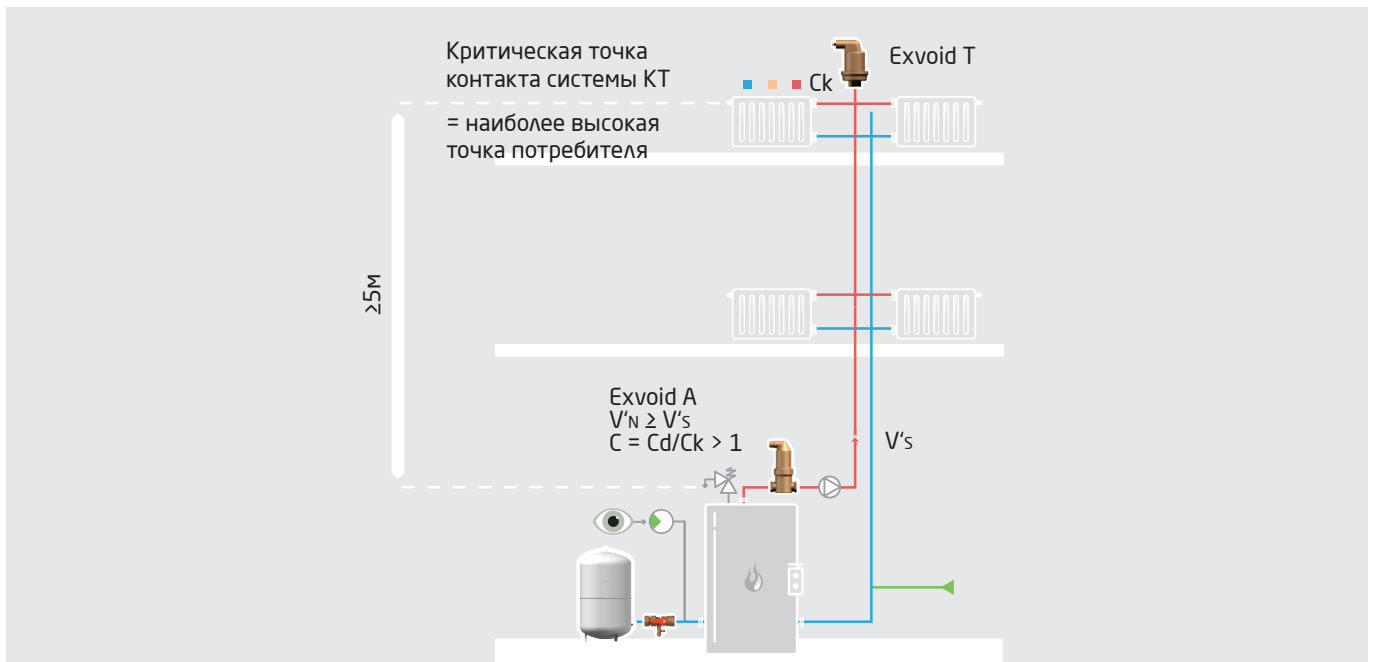 Критическая точка
контакта системы КТ
= наиболее высокая
точка потребителя
Ck
Exvoid T
≥5м
Exvoid A
V‘N ≥ V‘s
C = Cd/Ck > 1
V‘s